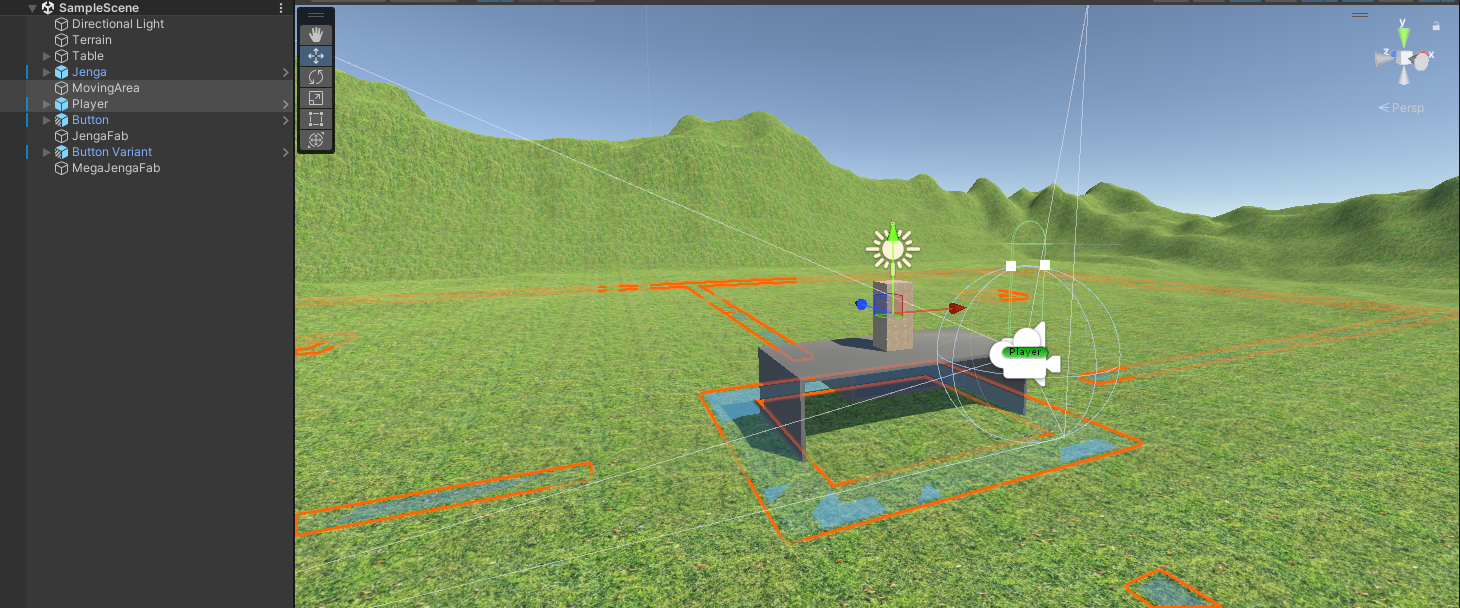 SampleScene
Directional Light
Terrain
Table
Jenga
MovingArea
Player
Button
JengaFab
Button Variant
MegaJengaFab
y
z
x
Persp
Player